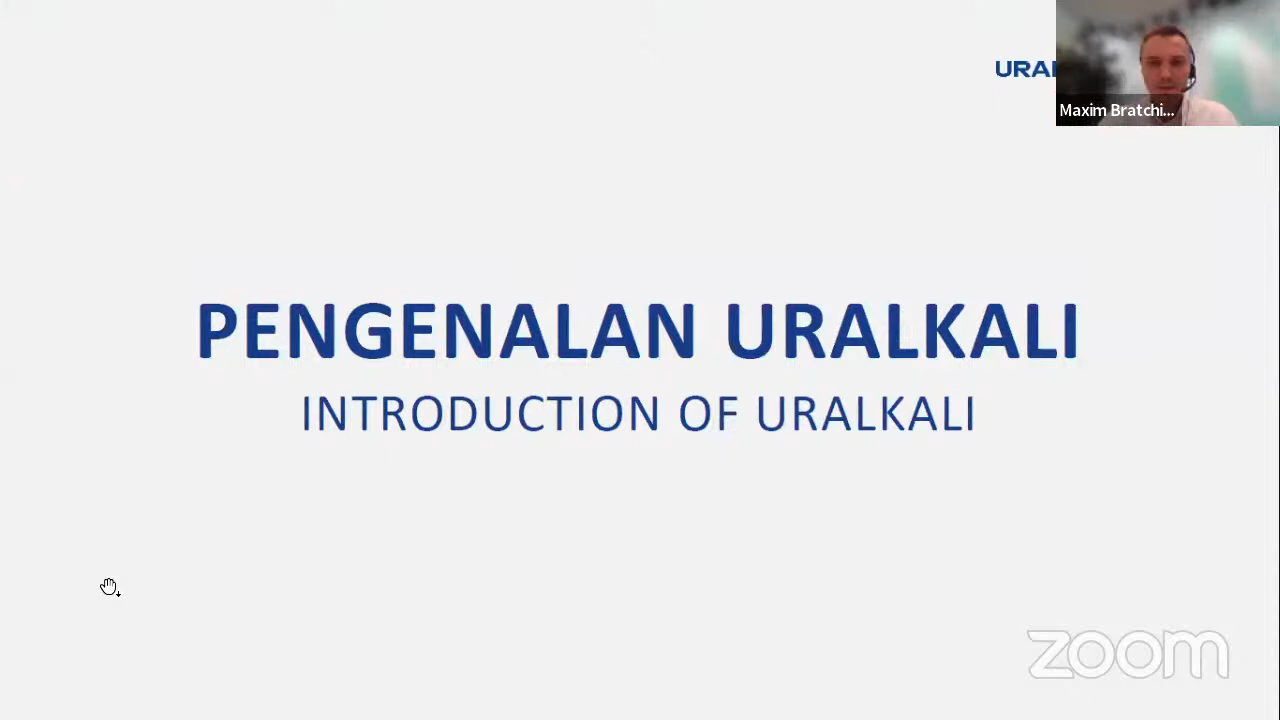 URAL
Maxim Bratchi...
PENGENALAN URALKALI
INTRODUCTION OF URALKALI
zoom